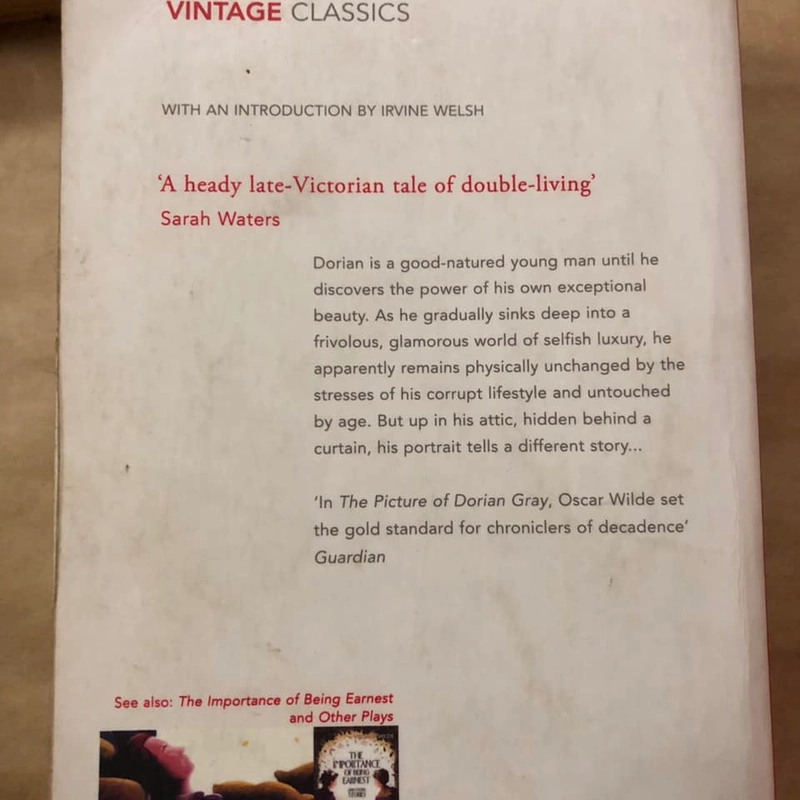 VINTAGE CLASSICS
WITH AN INTRODUCTION BY IRVINE WELSH
‘A heady late-Victorian tale of double-living’
Sarah Waters
Dorian is a good-natured young man until he
discovers the power of his own exceptional
beauty. As he gradually sinks deep into a
frivolous, glamorous world of selfish luxury, he
apparently remains physically unchanged by the
stresses of his corrupt lifestyle and untouched
by age. But up in his attic, hidden behind a
curtain, his portrait tells a different story...
‘In The Picture of Dorian Gray, Oscar Wilde set
the gold standard for chroniclers of decadence’
Guardian
See also: The Importance of Being Earnest
and Other Plays
THE
IMPORTANCE
OF BEING
EARNEST